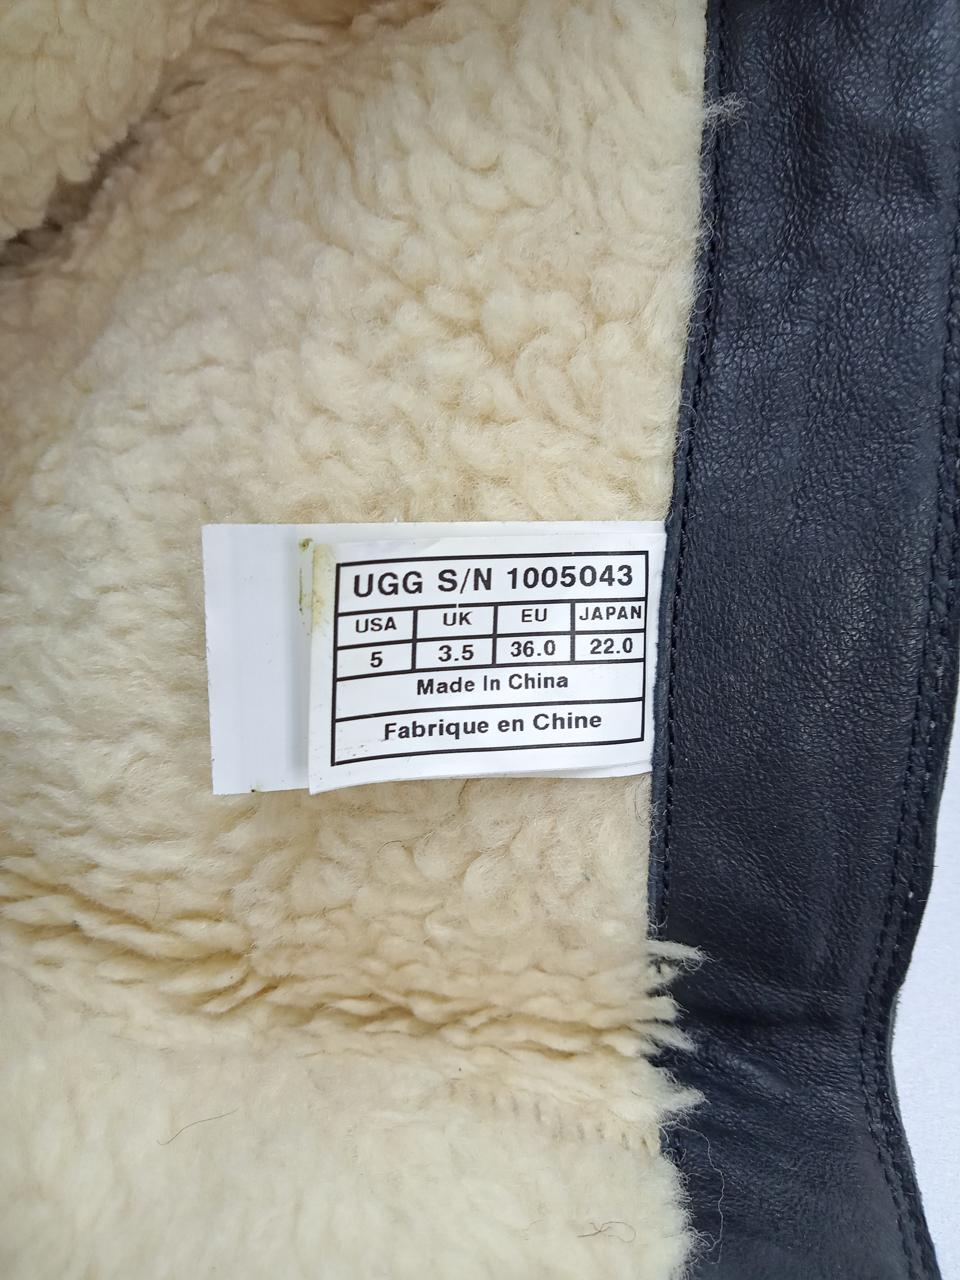 UGG S/N 1005043
USA UK EU JAPAN
5 3.5 36.0 22.0
Made In China
Fabrique en Chine